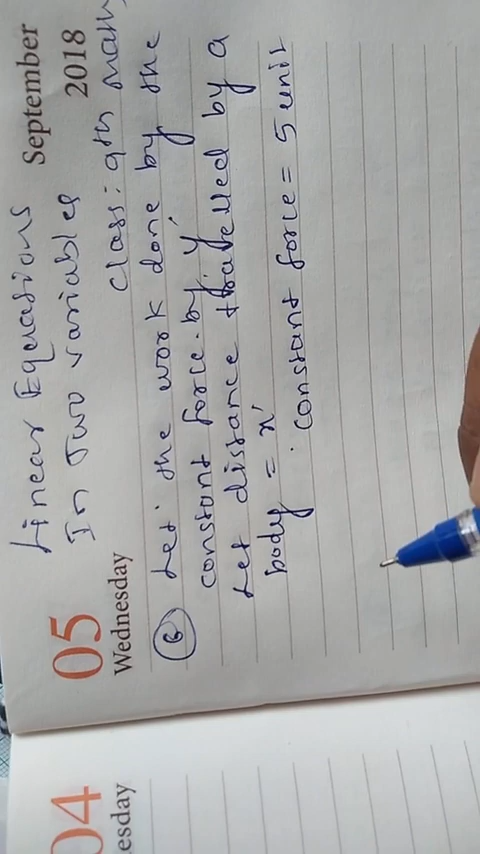 September
2018
05
Wednesday
Linear Equations
In Two variables
class: 9th math
(6) Let the work done by the
constant force. by 'y'
Let distance travelled by a
body = 'x'
constant force = 5 unit
04
esday